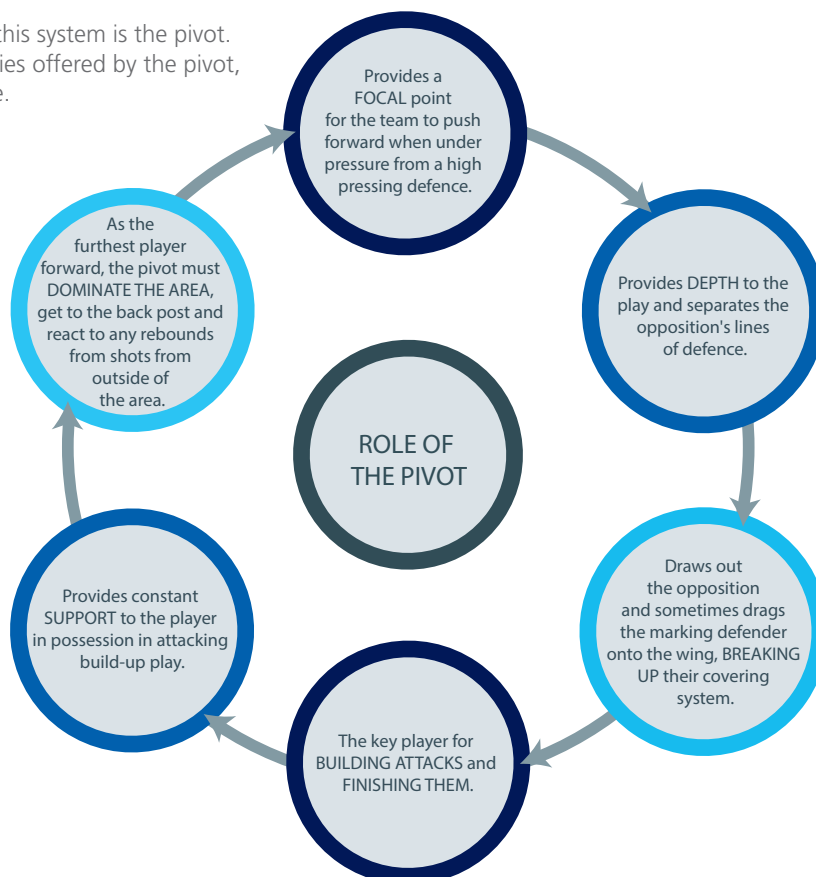 this system is the pivot.
ies offered by the pivot,
Provides a
FOCAL point
for the team to push
forward when under
pressure from a high
pressing defence.
Provides DEPTH to the
play and separates the
opposition's lines
of defence.
Draws out
the opposition
and sometimes drags
the marking defender
onto the wing, BREAKING
UP their covering
system.
The key player for
BUILDING ATTACKS and
FINISHING THEM.
Provides constant
SUPPORT to the player
in possession in attacking
build-up play.
As the
furthest player
forward, the pivot must
DOMINATE THE AREA,
get to the back post and
react to any rebounds
from shots from
outside of
the area.
ROLE OF
THE PIVOT